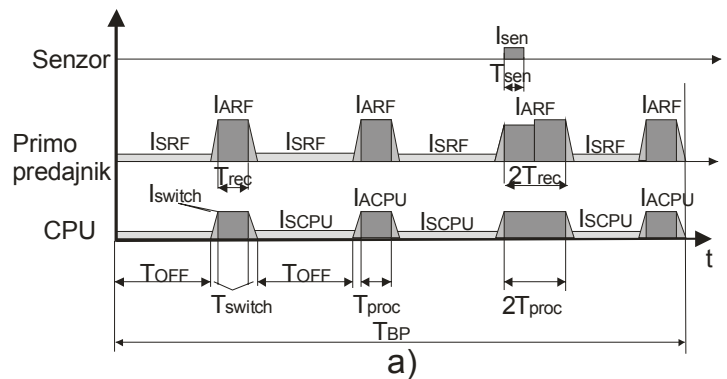 Isen
Senzor
Tsen
IARF IARF IARF IARF
ISRF ISRF ISRF ISRF
Primo
predajnik
Trec 2Trec
Iswitch IACPU IACPU
ISCPU ISCPU ISCPU
CPU
t
TOFF TOFF
Tswitch Tproc 2Tproc
TBP
a)